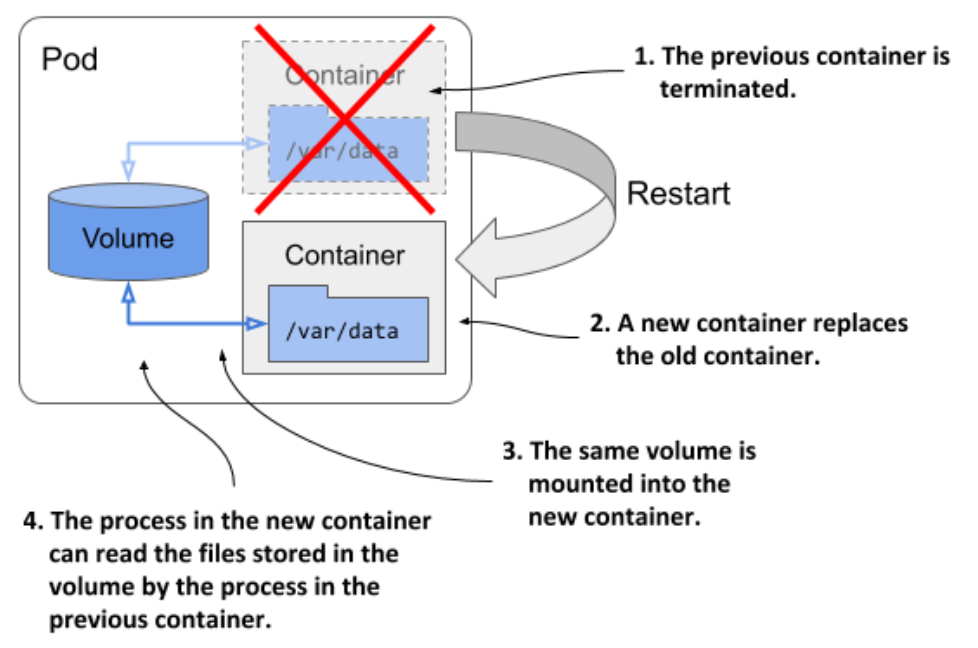 Pod
Container
/var/data
1. The previous container is
terminated.
Restart
Volume
Container
/var/data
2. A new container replaces
the old container.
3. The same volume is
mounted into the
new container.
4. The process in the new container
can read the files stored in the
volume by the process in the
previous container.